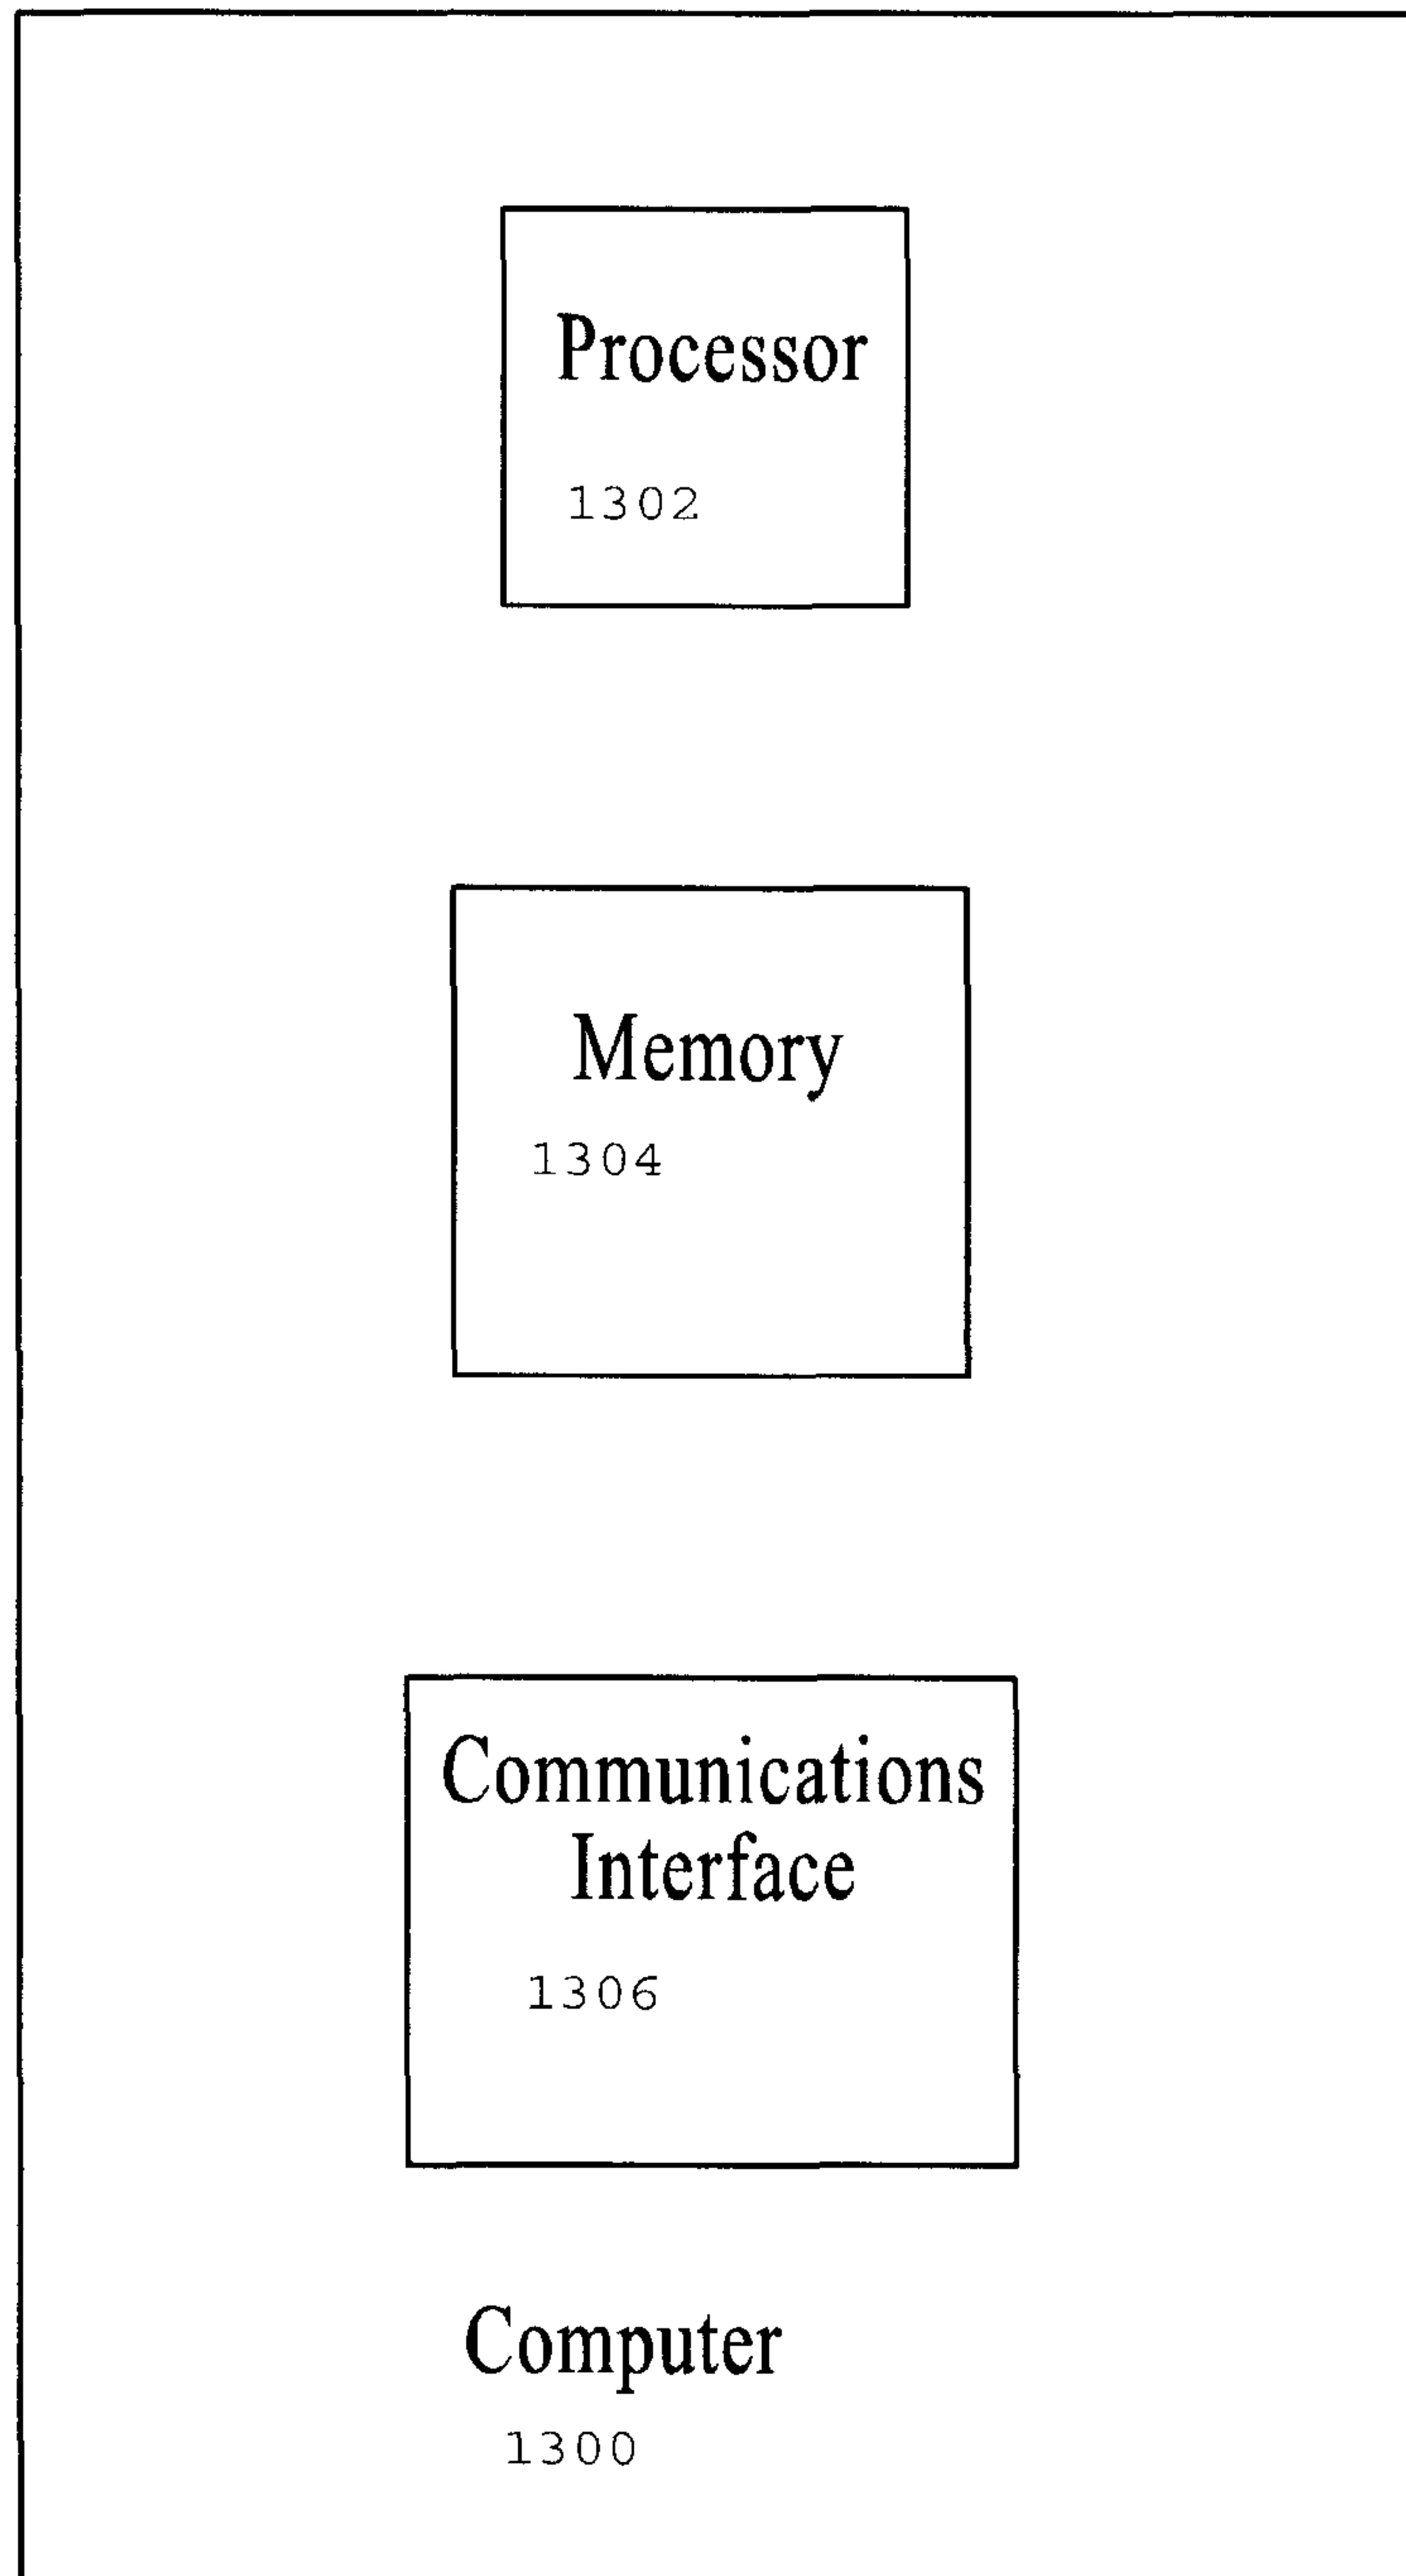 Processor
1302
Memory
1304
Communications
Interface
1306
Computer
1300